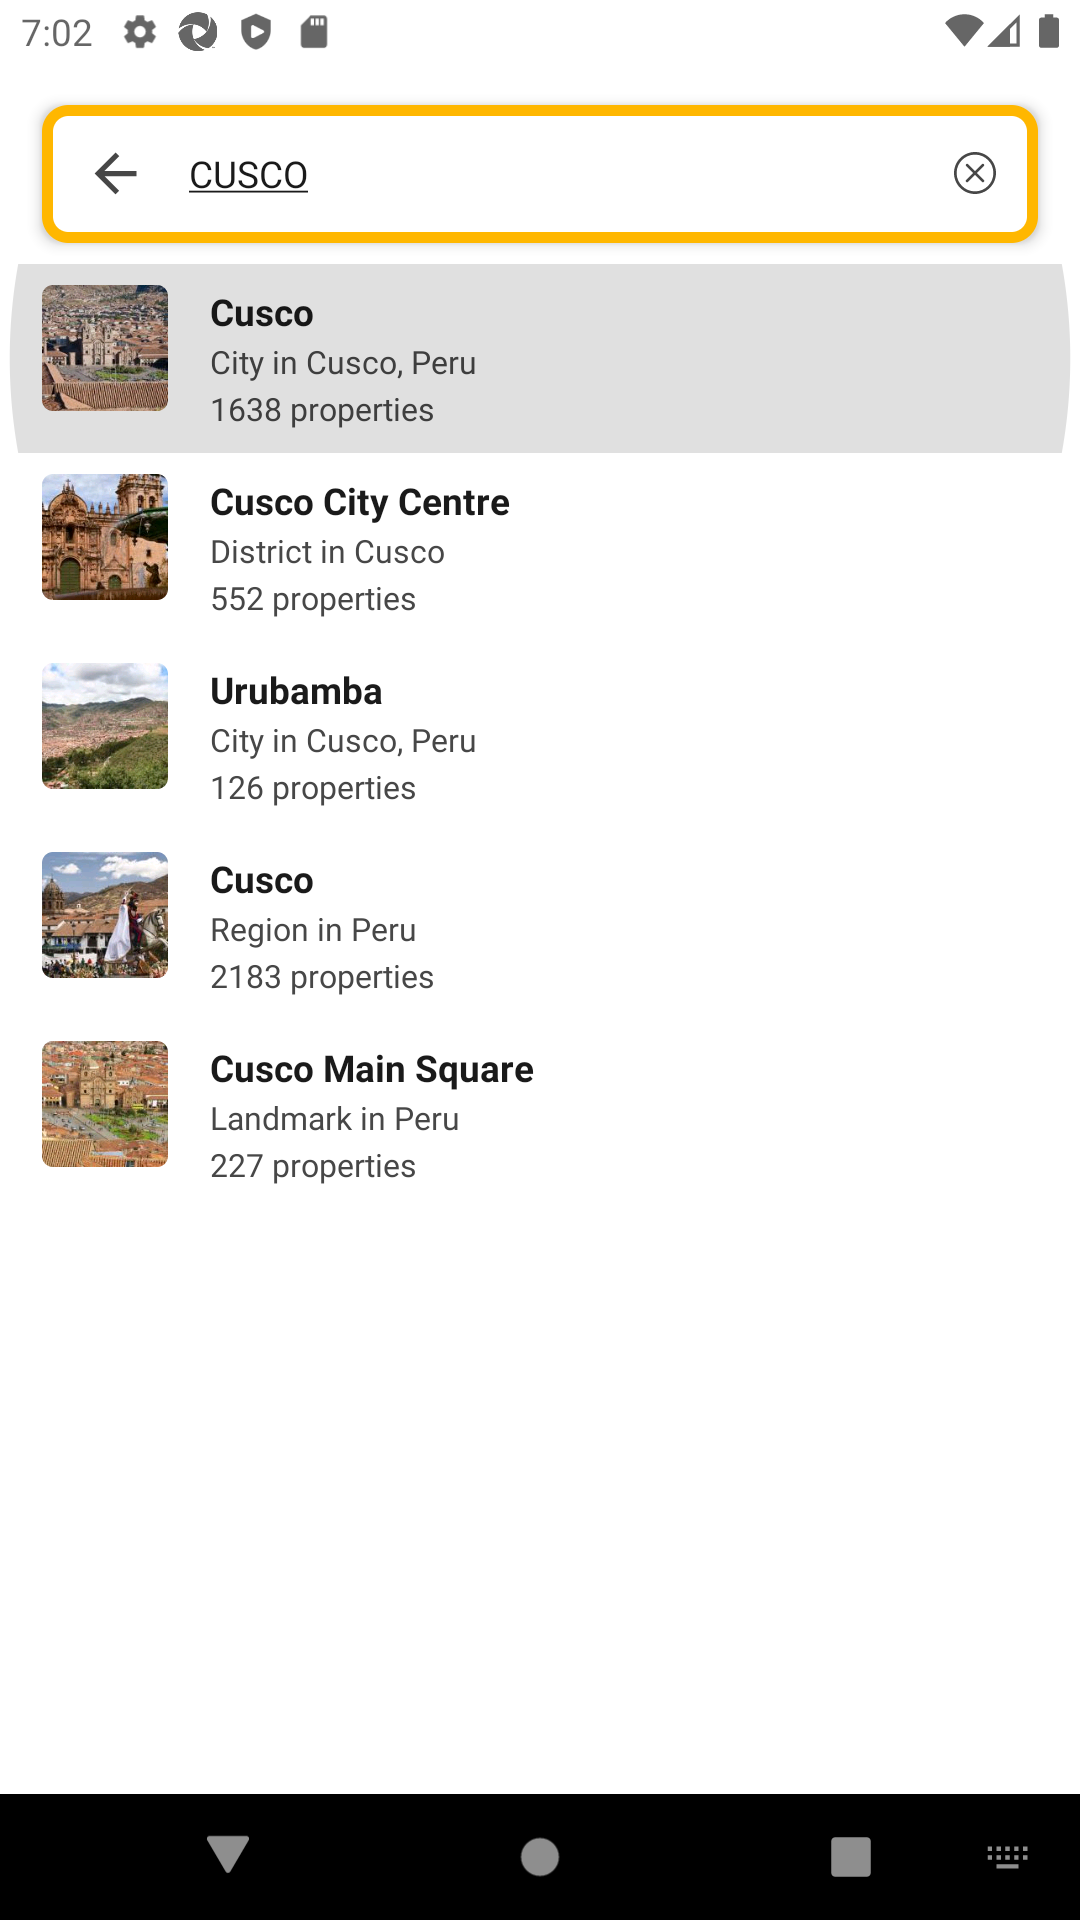 7:02
CUSCO
Cusco
City in Cusco, Peru
1638 properties
Cusco City Centre
District in Cusco
552 properties
Urubamba
City in Cusco, Peru
126 properties
Cusco
Region in Peru
2183 properties
Cusco Main Square
Landmark in Peru
227 properties